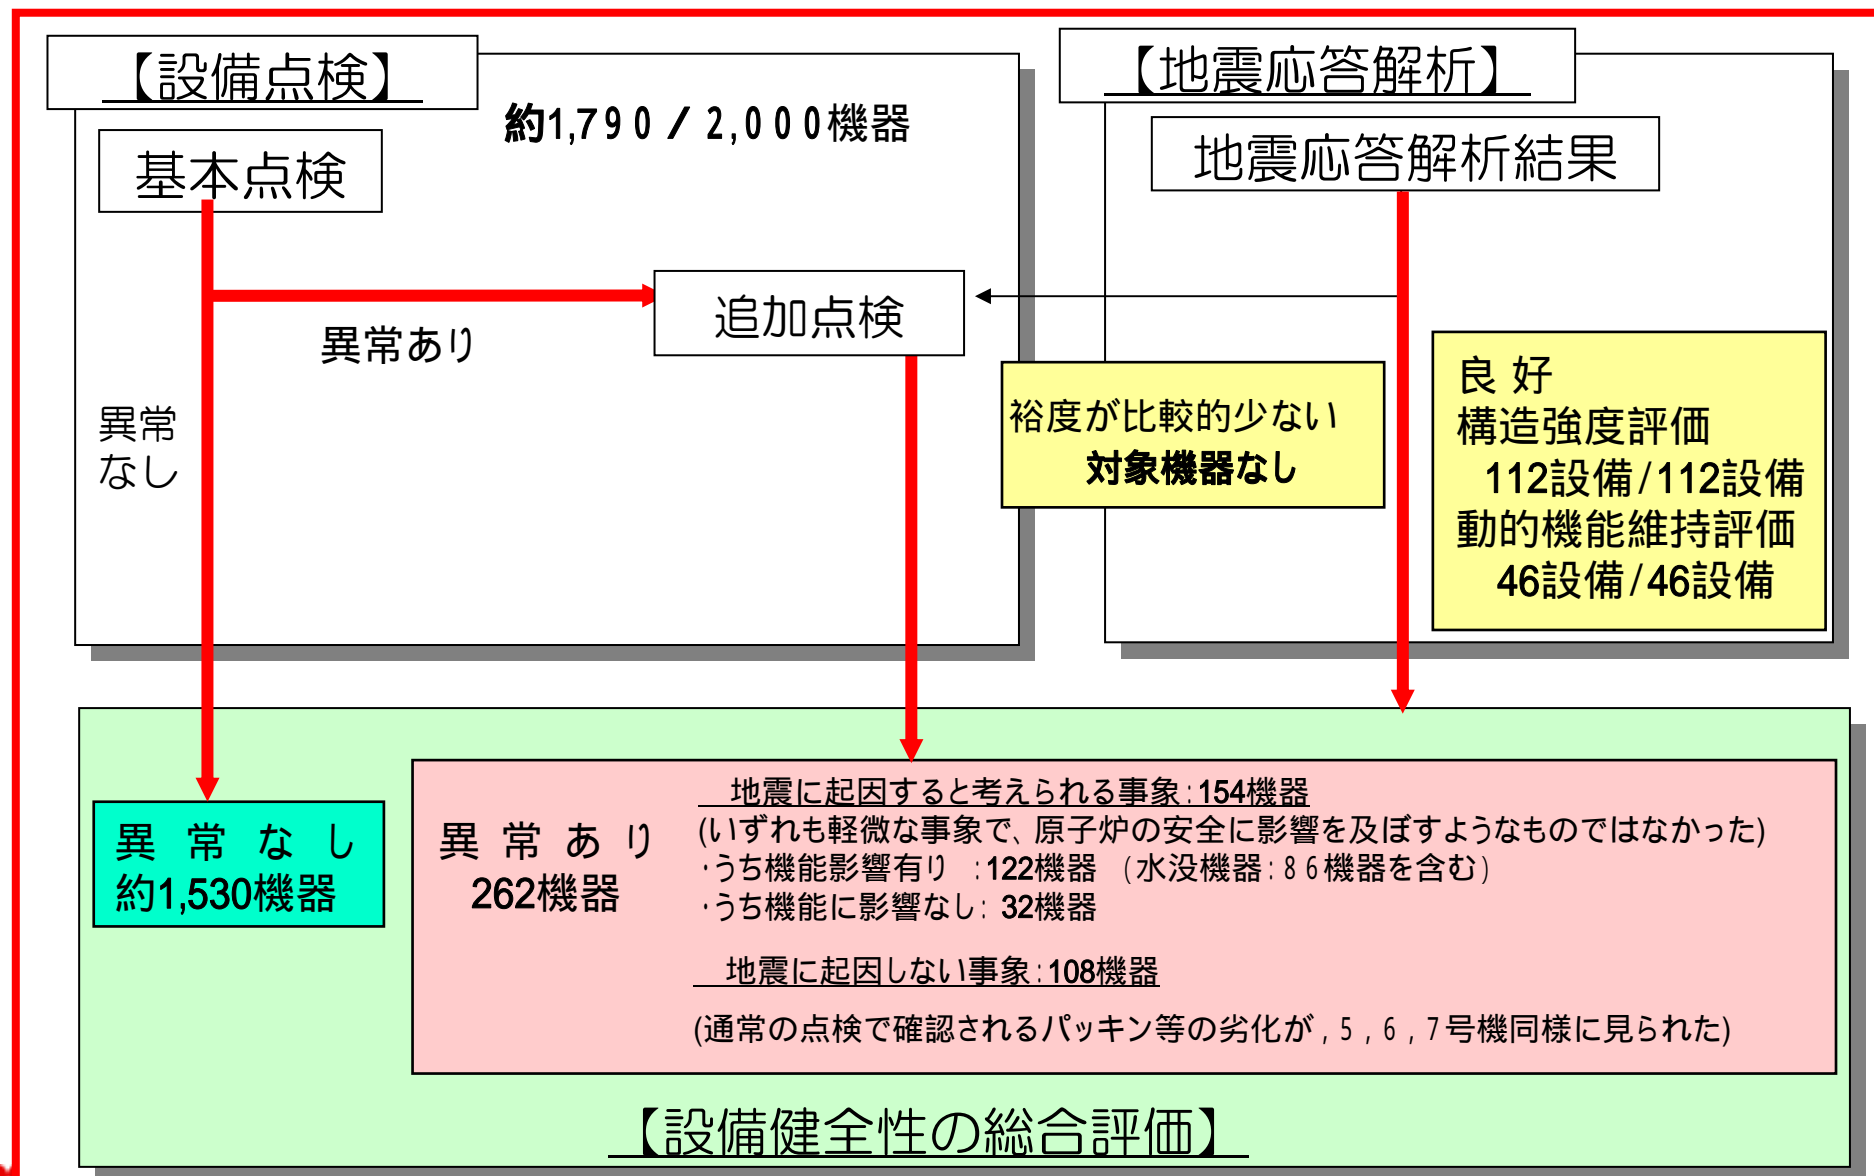 【設備点検】
約1,790/2,000機器
基本点検
異常あり
追加点検
異常
なし
【地震応答解析】
地震応答解析結果
裕度が比較的少ない
対象機器なし
良好
構造強度評価
112設備/112設備
動的機能維持評価
46設備/46設備
異常なし
約1,530機器
異常あり
262機器
地震に起因すると考えられる事象:154機器
(いずれも軽微な事象で、原子炉の安全に影響を及ぼすようなものではなかった)
・うち機能影響有り :122機器 (水没機器:86機器を含む)
・うち機能に影響なし: 32機器
地震に起因しない事象:108機器
(通常の点検で確認されるパッキン等の劣化が,5,6,7号機同様に見られた)
【設備健全性の総合評価】